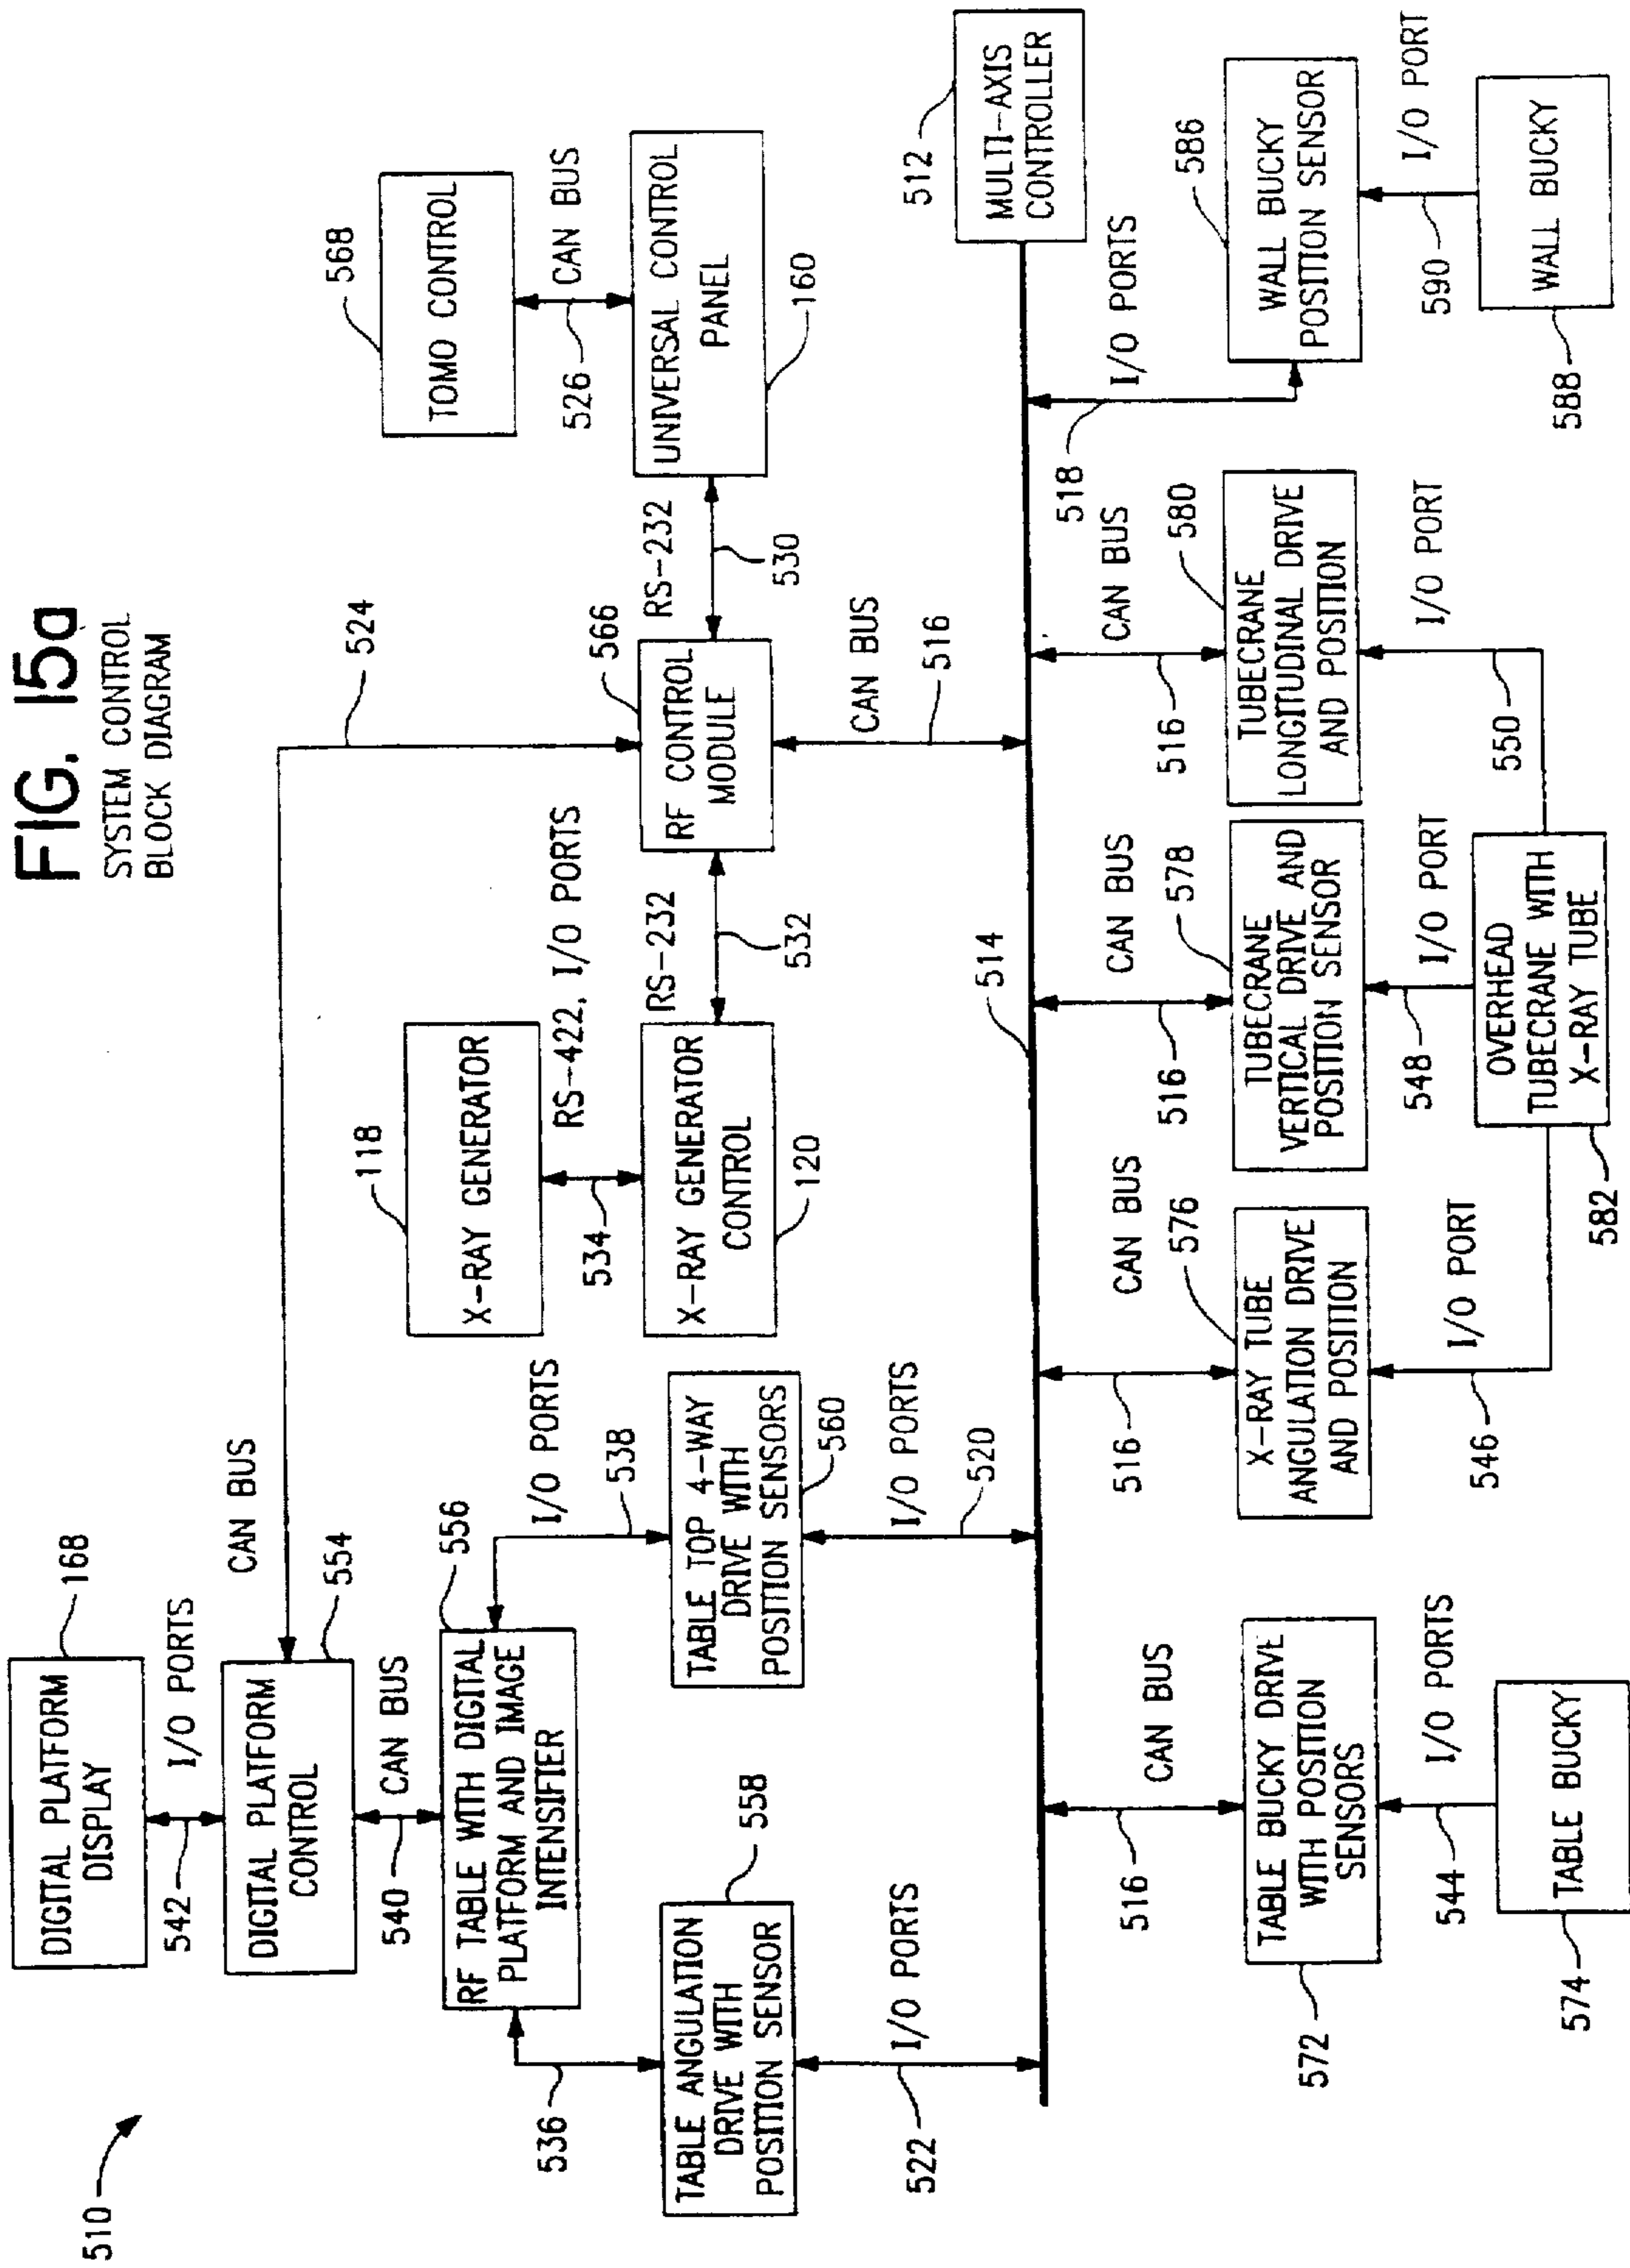 FIG. 15a
SYSTEM CONTROL
BLOCK DIAGRAM
510
DIGITAL PLATFORM
DISPLAY
168
542
I/O PORTS
DIGITAL PLATFORM
CONTROL
554
CAN BUS
524
540
CAN BUS
RF TABLE WITH DIGITAL
PLATFORM AND IMAGE
INTENSIFIER
556
536
I/O PORTS
538
TABLE ANGULATION
DRIVE WITH
POSITION SENSOR
558
522
I/O PORTS
TABLE TOP 4-WAY
DRIVE WITH
POSITION SENSORS
560
I/O PORTS
520
118
X-RAY GENERATOR
534
RS-422, I/O PORTS
X-RAY GENERATOR
CONTROL
120
RS-232
532
RF CONTROL
MODULE
566
RS-232
530
CAN BUS
516
568
TOMO CONTROL
526
CAN BUS
UNIVERSAL CONTROL
PANEL
160
514
512
MULTI-AXIS
CONTROLLER
516
CAN BUS
TABLE BUCKY DRIVE
WITH POSITION
SENSORS
572
544
I/O PORTS
TABLE BUCKY
574
516
CAN BUS
576
X-RAY TUBE
ANGULATION DRIVE
AND POSITION
546
I/O PORT
516
CAN BUS
578
TUBECRANE
VERTICAL DRIVE AND
POSITION SENSOR
548
I/O PORT
516
CAN BUS
580
TUBECRANE
LONGITUDINAL DRIVE
AND POSITION
550
I/O PORT
OVERHEAD
TUBECRANE WITH
X-RAY TUBE
582
518
I/O PORTS
586
WALL BUCKY
POSITION SENSOR
590
I/O PORT
WALL BUCKY
588